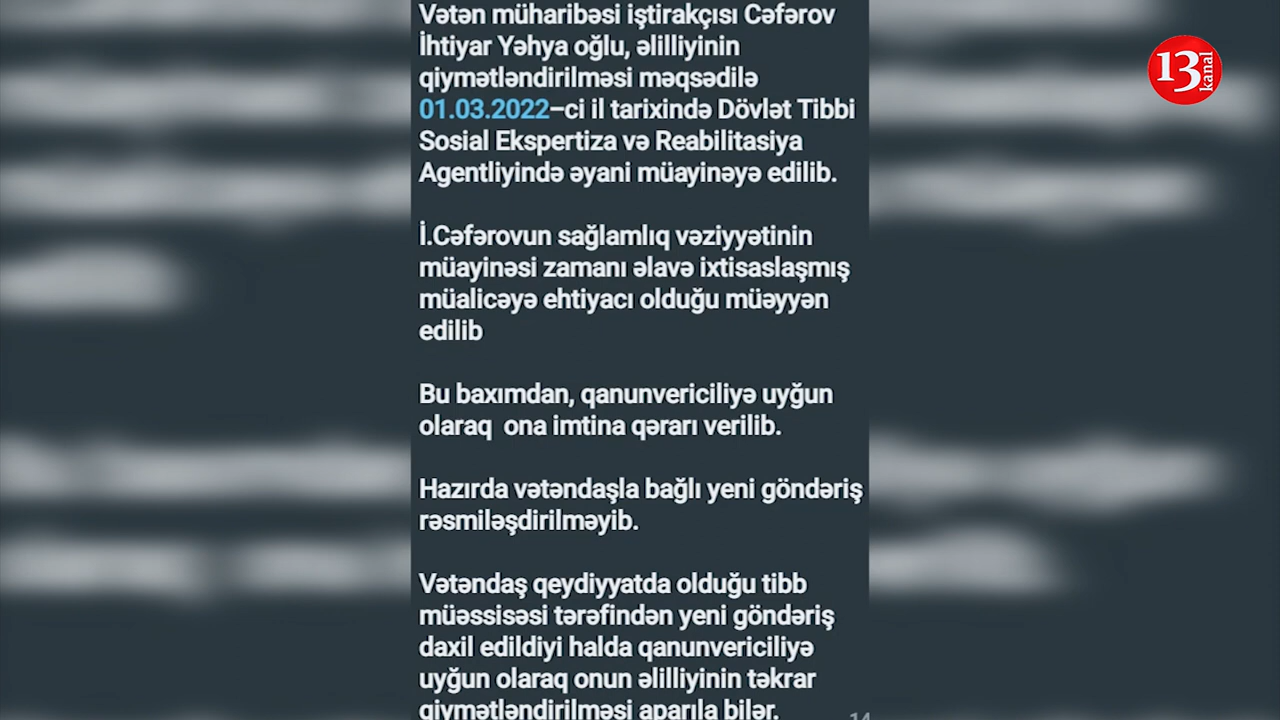 Vətən müharibəsi iştirakçısı Cəfərov
İhtiyar Yəhya oğlu, əlilliyinin
qiymətləndirilməsi məqsədilə
01.03.2022–ci il tarixində Dövlət Tibbi
Sosial Ekspertiza və Reabilitasiya
Agentliyində əyani müayinəyə edilib.
İ.Cəfərovun sağlamlıq vəziyyətinin
müayinəsi zamanı əlavə ixtisaslaşmış
müalicəyə ehtiyacı olduğu müəyyən
edilib
Bu baxımdan, qanunvericiliyə uyğun
olaraq  ona imtina qərarı verilib.
Hazırda vətəndaşla bağlı yeni göndəriş
rəsmiləşdirilməyib.
Vətəndaş qeydiyyatda olduğu tibb
müəssisəsi tərəfindən yeni göndəriş
daxil edildiyi halda qanunvericiliyə
uyğun olaraq onun əlilliyinin təkrar
qiymətləndirilməsi aparıla bilər.
13 kanal